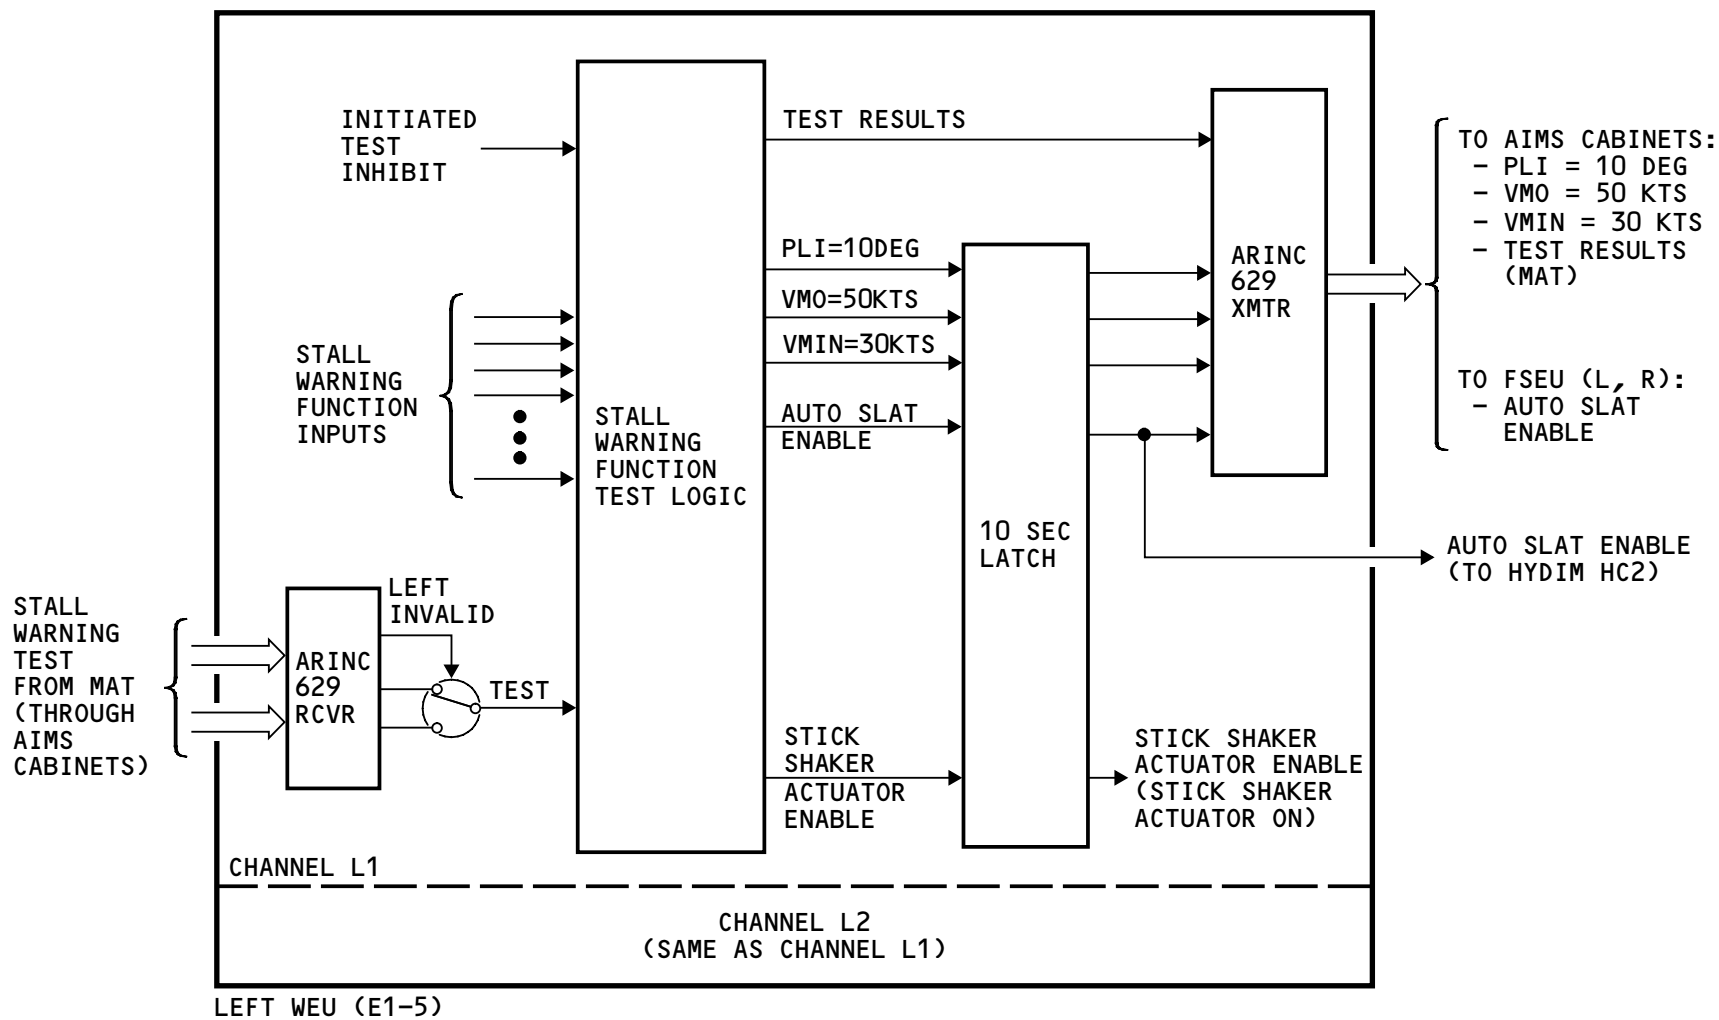 INITIATED
TEST
INHIBIT
TEST RESULTS
TO AIMS CABINETS:
- PLI = 10 DEG
- VMO = 50 KTS
- VMIN = 30 KTS
- TEST RESULTS
(MAT)
PLI=10DEG
VMO=50KTS
VMIN=30KTS
AUTO SLAT
ENABLE
ARINC
629
XMTR
STALL
WARNING
FUNCTION
INPUTS
STALL
WARNING
FUNCTION
TEST LOGIC
TO FSEU (L, R):
- AUTO SLAT
ENABLE
10 SEC
LATCH
AUTO SLAT ENABLE
(TO HYDIM HC2)
STALL
WARNING
TEST
FROM MAT
(THROUGH
AIMS
CABINETS)
ARINC
629
RCVR
LEFT
INVALID
TEST
STICK
SHAKER
ACTUATOR
ENABLE
STICK SHAKER
ACTUATOR ENABLE
(STICK SHAKER
ACTUATOR ON)
CHANNEL L1
CHANNEL L2
(SAME AS CHANNEL L1)
LEFT WEU (E1-5)